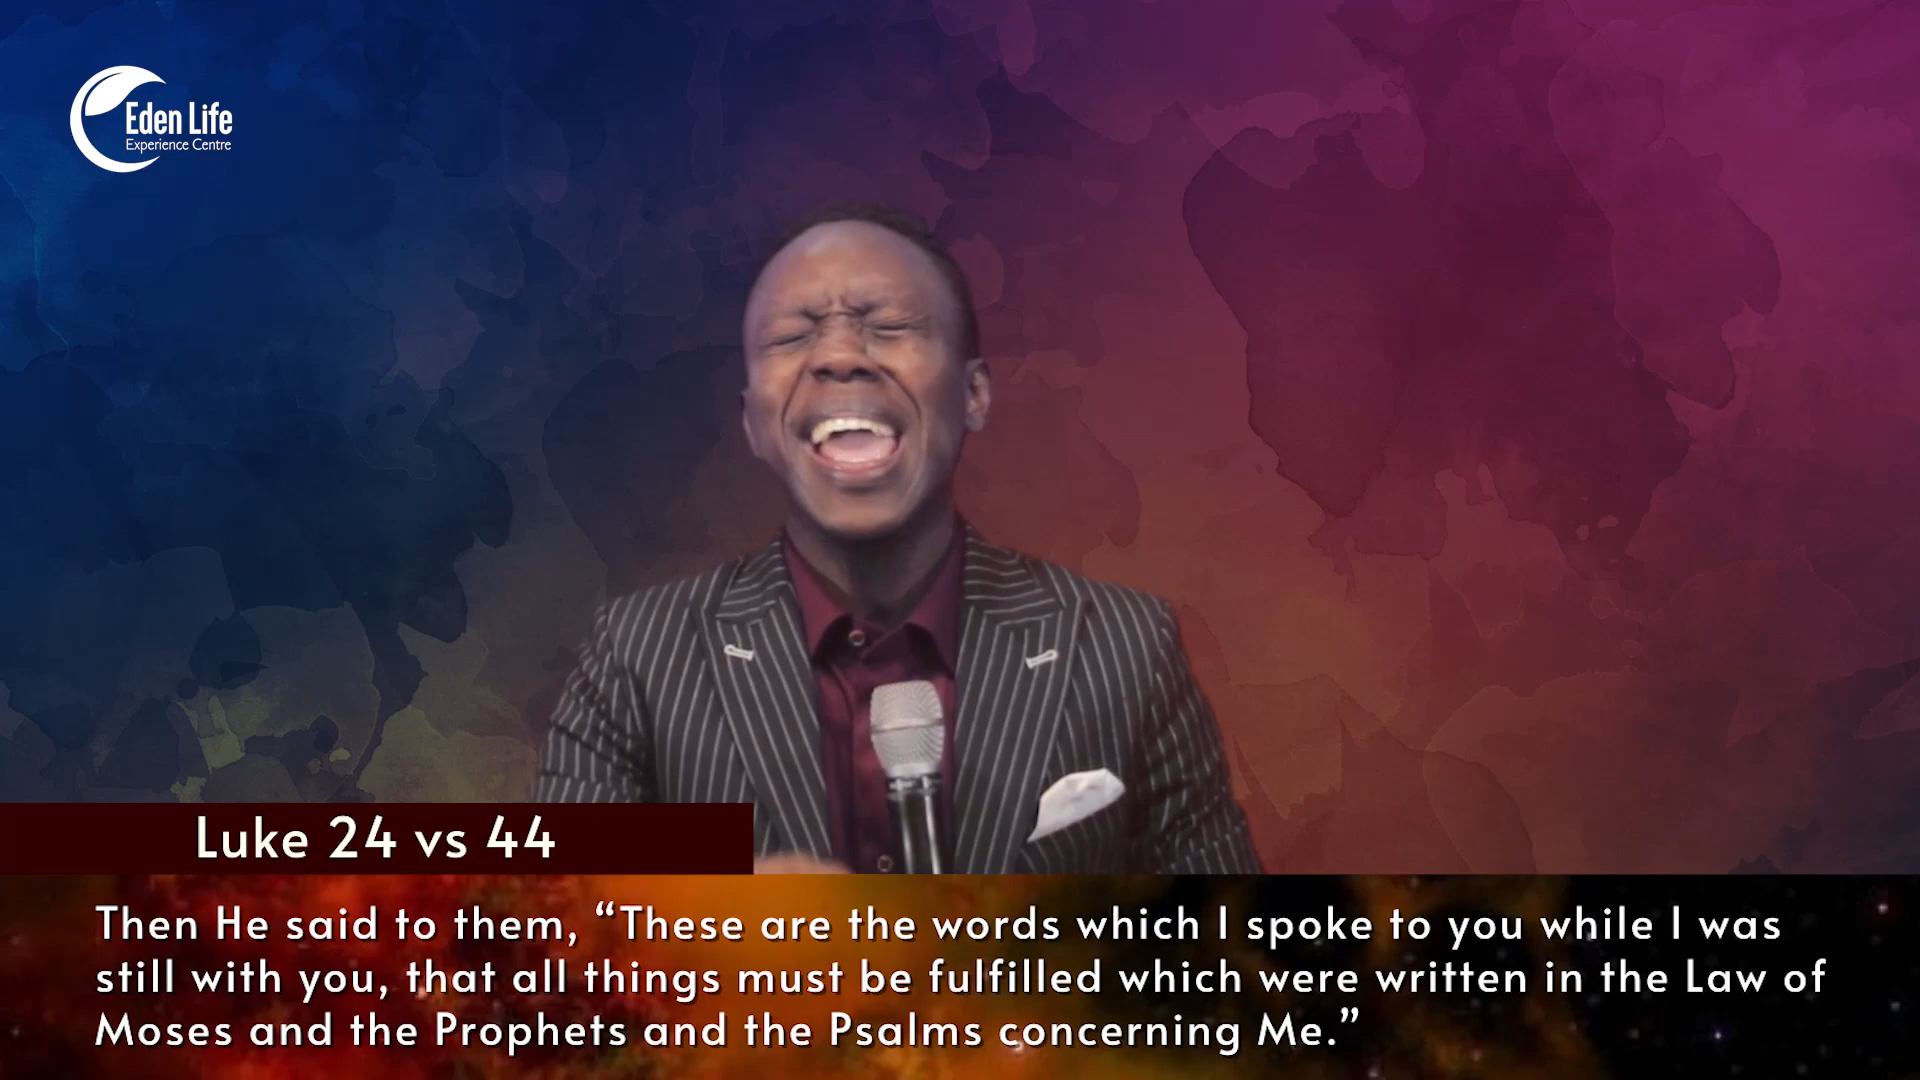 Eden Life
Experience Centre
Luke 24 vs 44
Then He said to them, “These are the words which I spoke to you while I was
still with you, that all things must be fulfilled which were written in the Law of
Moses and the Prophets and the Psalms concerning Me.”